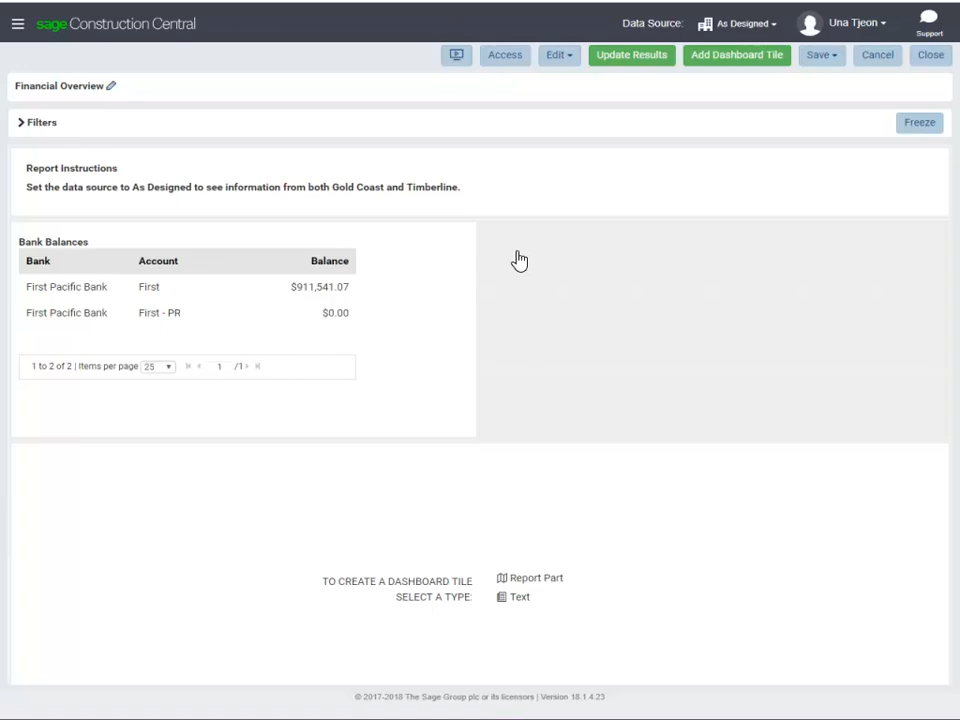 sage Construction Central
Data Source: As Designed Una Tjeon
Support
Access Edit Update Results Add Dashboard Tile Save Cancel Close
Financial Overview
Filters
Freeze
Report Instructions
Set the data source to As Designed to see information from both Gold Coast and Timberline.
Bank Balances
Bank Account Balance
First Pacific Bank First $911,541.07
First Pacific Bank First - PR $0.00
1 to 2 of 2 | Items per page 25 1 /1
TO CREATE A DASHBOARD TILE
SELECT A TYPE:
Report Part
Text
© 2017-2018 The Sage Group plc or its licensors | Version 18.1.4.23